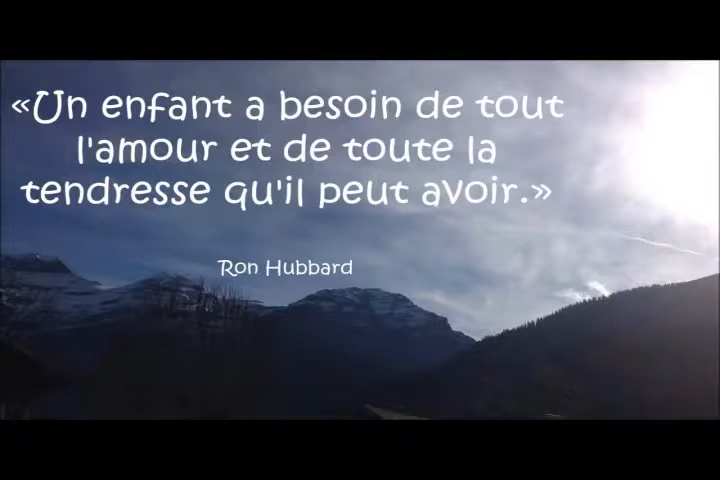 «Un enfant a besoin de tout
l'amour et de toute la
tendresse qu'il peut avoir.»
Ron Hubbard